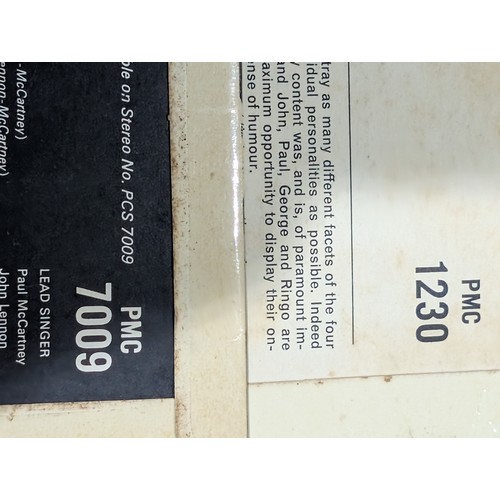 -McCartney)
ennon-McCartney)
ble on Stereo No. PCS 7009
LEAD SINGER
Paul McCartney
John Lennon
PMC
7009
tray as many different facets of the four
idual personalities as possible. Indeed
y content was, and is, of paramount im-
and John, Paul, George and Ringo are
aximum opportunity to display their on-
ense of humour.
PMC
1230